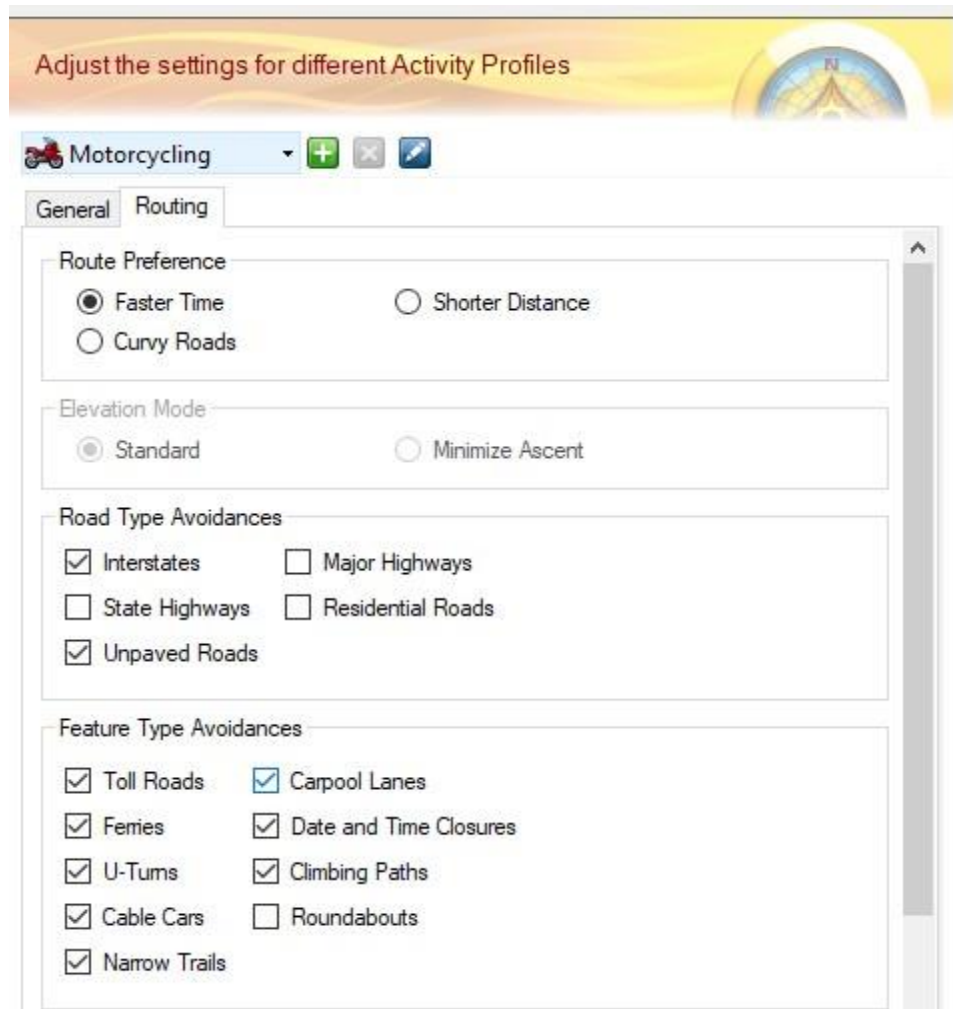 Adjust the settings for different Activity Profiles
N
Motorcycling
General Routing
Route Preference
Faster Time Shorter Distance
Curvy Roads
Elevation Mode
Standard Minimize Ascent
Road Type Avoidances
Interstates Major Highways
State Highways Residential Roads
Unpaved Roads
Feature Type Avoidances
Toll Roads Carpool Lanes
Ferries Date and Time Closures
U-Turns Climbing Paths
Cable Cars Roundabouts
Narrow Trails